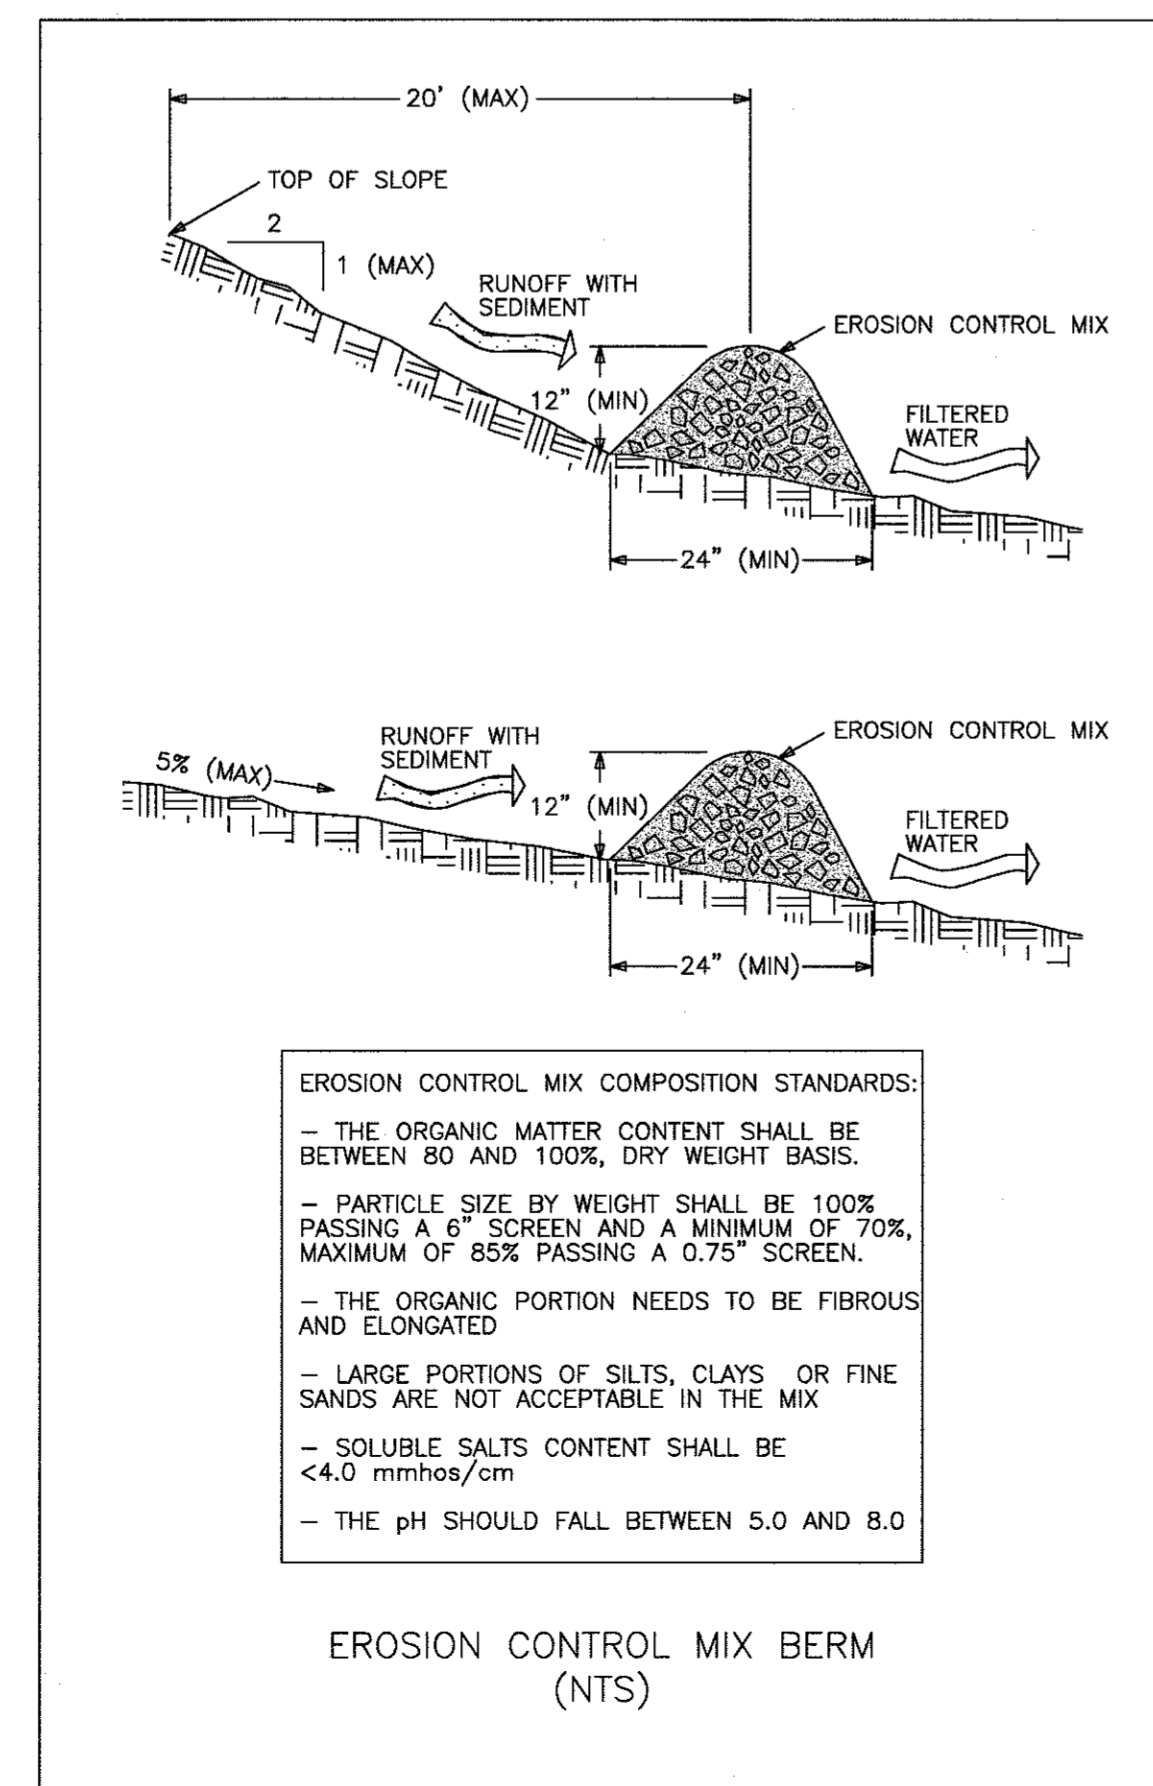 20' (MAX)
TOP OF SLOPE
2
1 (MAX)
RUNOFF WITH
SEDIMENT
EROSION CONTROL MIX
12" (MIN)
FILTERED
WATER
24" (MIN)
5% (MAX)
RUNOFF WITH
SEDIMENT
EROSION CONTROL MIX
12" (MIN)
FILTERED
WATER
24" (MIN)
EROSION CONTROL MIX COMPOSITION STANDARDS:
– THE ORGANIC MATTER CONTENT SHALL BE
BETWEEN 80 AND 100%, DRY WEIGHT BASIS.
– PARTICLE SIZE BY WEIGHT SHALL BE 100%
PASSING A 6" SCREEN AND A MINIMUM OF 70%,
MAXIMUM OF 85% PASSING A 0.75" SCREEN.
– THE ORGANIC PORTION NEEDS TO BE FIBROUS
AND ELONGATED
– LARGE PORTIONS OF SILTS, CLAYS OR FINE
SANDS ARE NOT ACCEPTABLE IN THE MIX
– SOLUBLE SALTS CONTENT SHALL BE
<4.0 mmhos/cm
– THE pH SHOULD FALL BETWEEN 5.0 AND 8.0
EROSION CONTROL MIX BERM
(NTS)